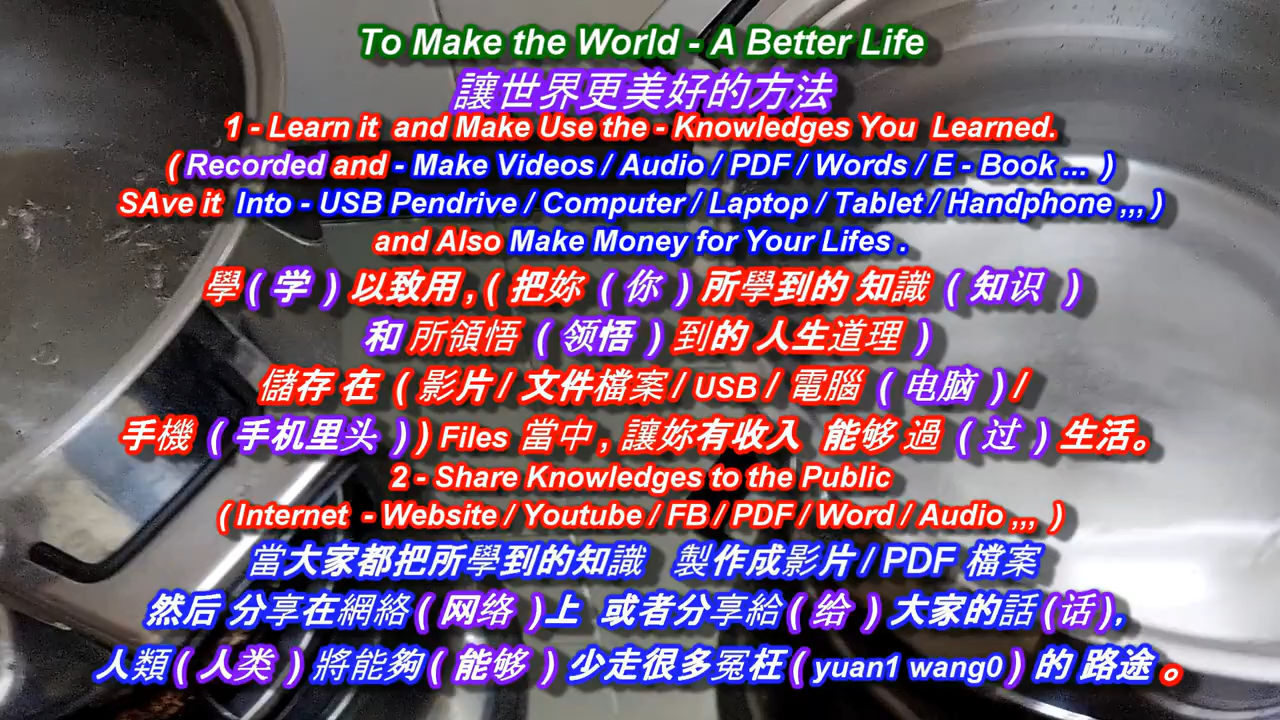 To Make the World - A Better Life
讓世界更美好的方法
1 - Learn it and Make Use the - Knowledges You Learned.
( Recorded and - Make Videos / Audio / PDF / Words / E - Book ... )
SAve it Into - USB Pendrive / Computer / Laptop / Tablet / Handphone ,,, )
and Also Make Money for Your Lifes .
學 ( 学 ) 以致用 , ( 把妳 ( 你 ) 所學到的 知識 ( 知识 )
和 所領悟 ( 领悟 ) 到的 人生道理 )
儲存 在 ( 影片 / 文件檔案 / USB / 電腦 ( 电脑 ) /
手機 ( 手机里头 ) ) Files 當中 , 讓妳有收入 能够 過 ( 过 ) 生活。
2 - Share Knowledges to the Public
( Internet - Website / Youtube / FB / PDF / Word / Audio ,,, )
當大家都把所學到的知識 製作成影片 / PDF 檔案
然后 分享在網絡 ( 网络 )上 或者分享給 ( 给 ) 大家的話 (话),
人類 ( 人类 ) 將能夠 ( 能够 ) 少走很多冤枉 ( yuan1 wang0 ) 的 路途 。